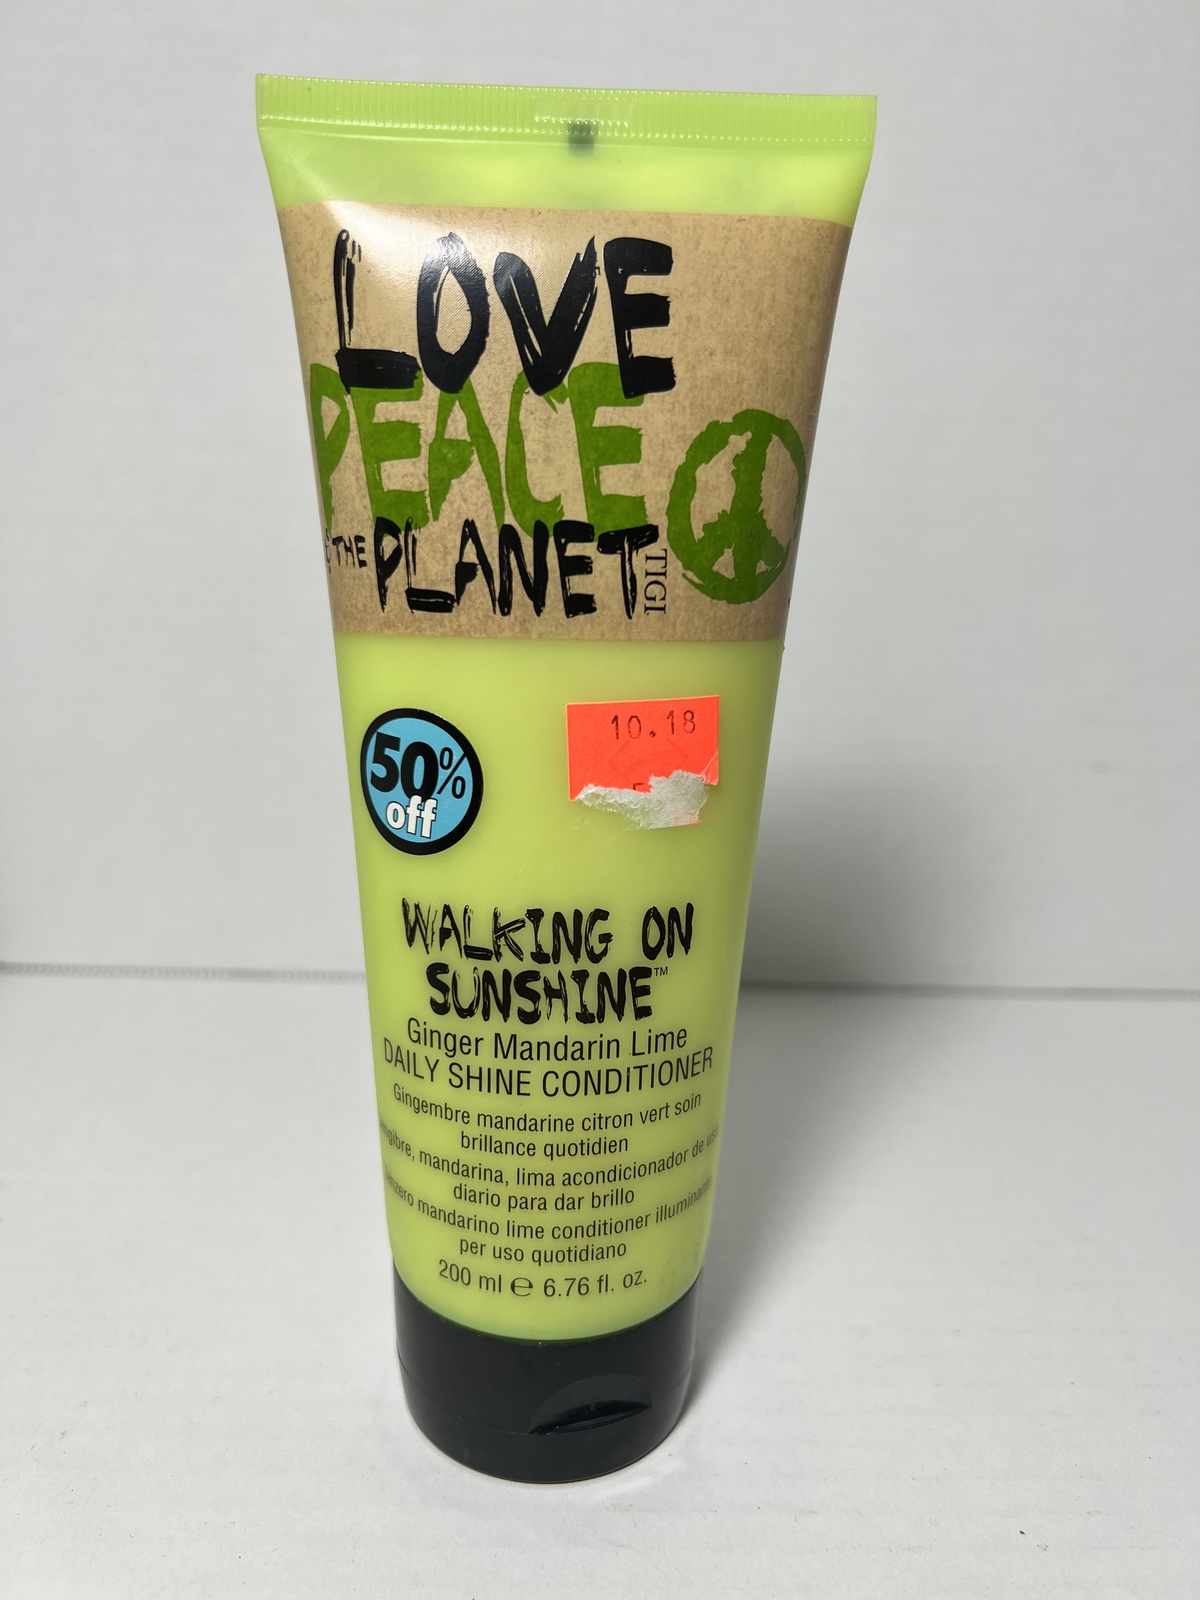 LOVE
PEACE
& THE PLANET
TIGI
50%
off
10.18
WALKING ON
SUNSHINE™
Ginger Mandarin Lime
DAILY SHINE CONDITIONER
Gingembre mandarine citron vert soin
brillance quotidien
mandarina, lima acondicionador de
diario para dar brillo
mandarino lime conditioner
per uso quotidiano
200 ml ℮ 6.76 fl. oz.